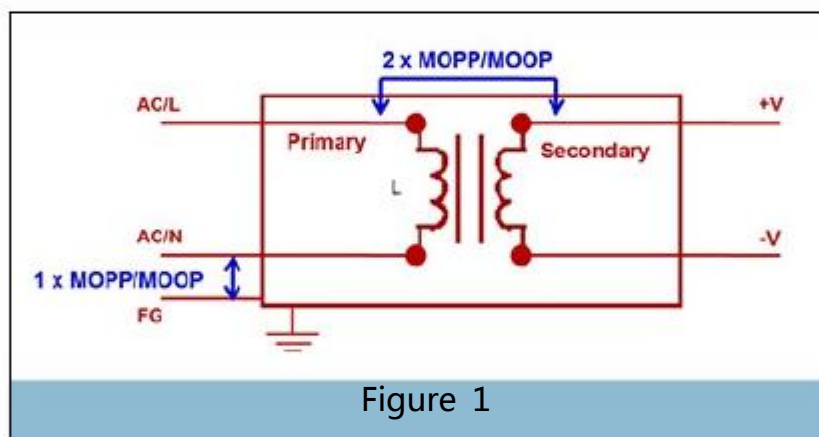 2 x MOPP/MOOP
AC/L
+V
Primary
Secondary
L
AC/N
-V
1 x MOPP/MOOP
FG
Figure 1